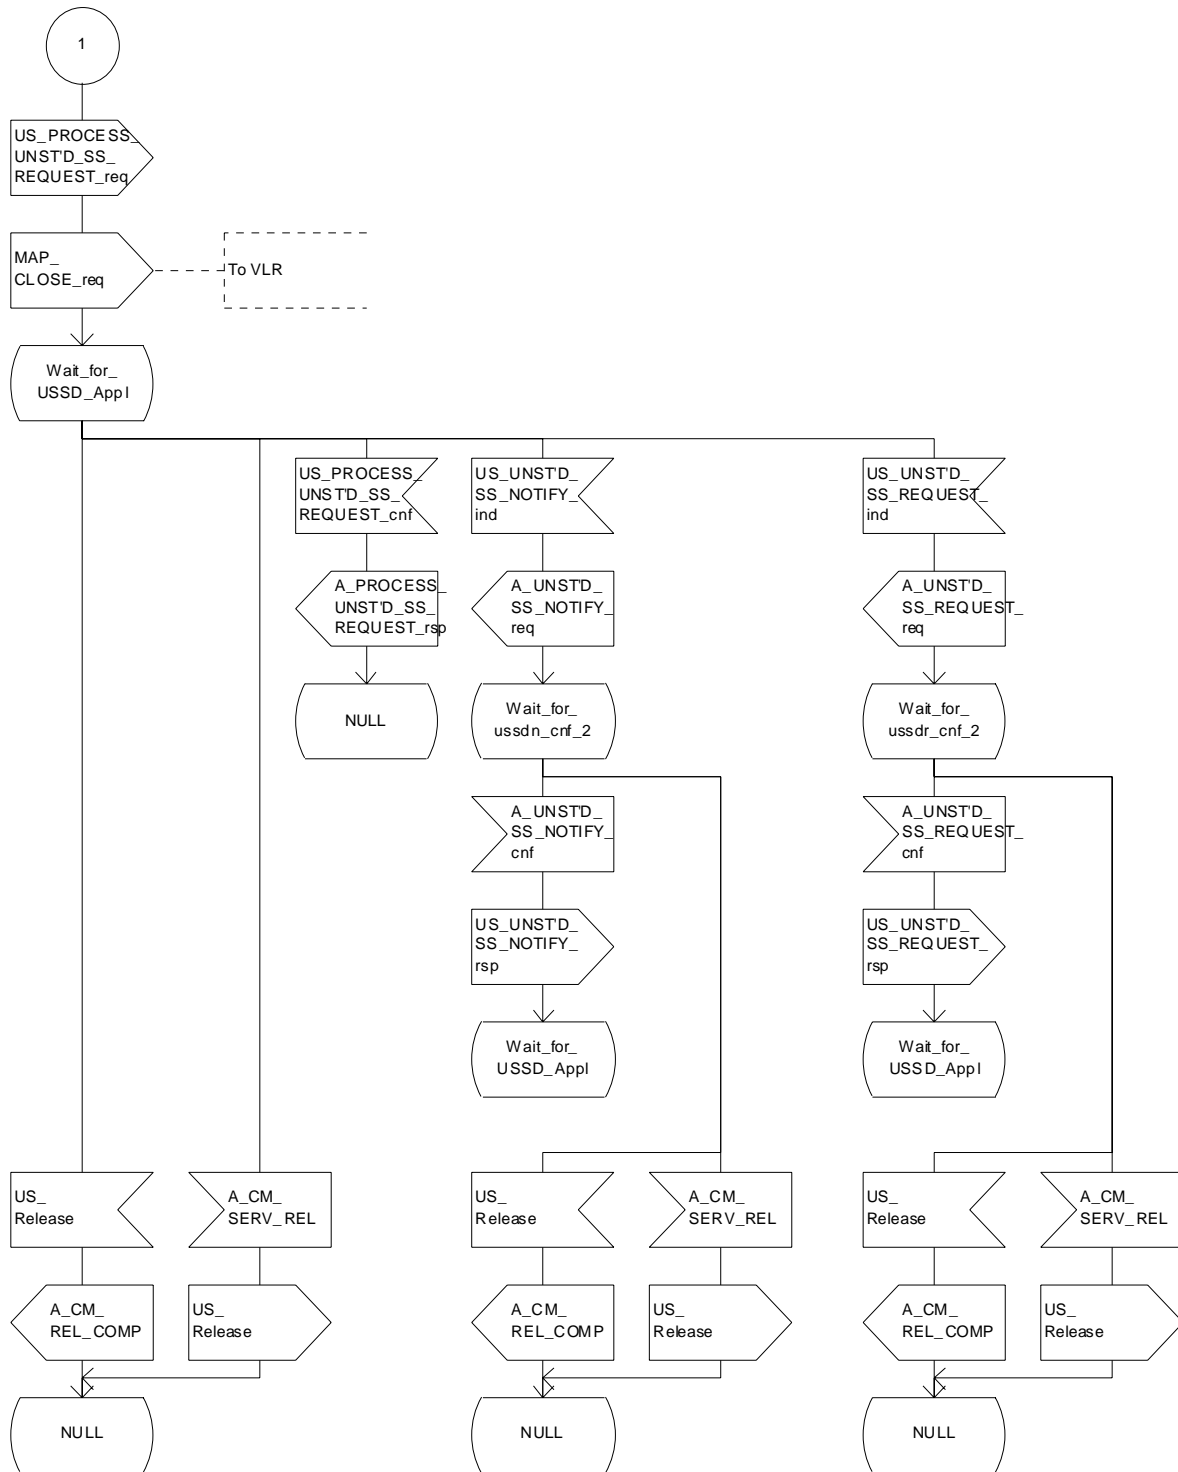 1
US_PROCESS_
UNST'D_SS_
REQUEST_req
MAP_
CLOSE_req
To VLR
Wait_for_
USSD_Appl
US_PROCESS_
UNST'D_SS_
REQUEST_cnf
US_UNST'D_
SS_NOTIFY_
ind
US_UNST'D_
SS_REQUEST_
ind
A_PROCESS_
UNST'D_SS_
REQUEST_rsp
A_UNST'D_
SS_NOTIFY_
req
A_UNST'D_
SS_REQUEST_
req
NULL
Wait_for_
ussdn_cnf_2
Wait_for_
ussdr_cnf_2
A_UNST'D_
SS_NOTIFY_
cnf
A_UNST'D_
SS_REQUEST_
cnf
US_UNST'D_
SS_NOTIFY_
rsp
US_UNST'D_
SS_REQUEST_
rsp
Wait_for_
USSD_Appl
Wait_for_
USSD_Appl
US_
Release
A_CM_
SERV_REL
US_
Release
A_CM_
SERV_REL
US_
Release
A_CM_
SERV_REL
A_CM_
REL_COMP
US_
Release
A_CM_
REL_COMP
US_
Release
A_CM_
REL_COMP
US_
Release
NULL
NULL
NULL